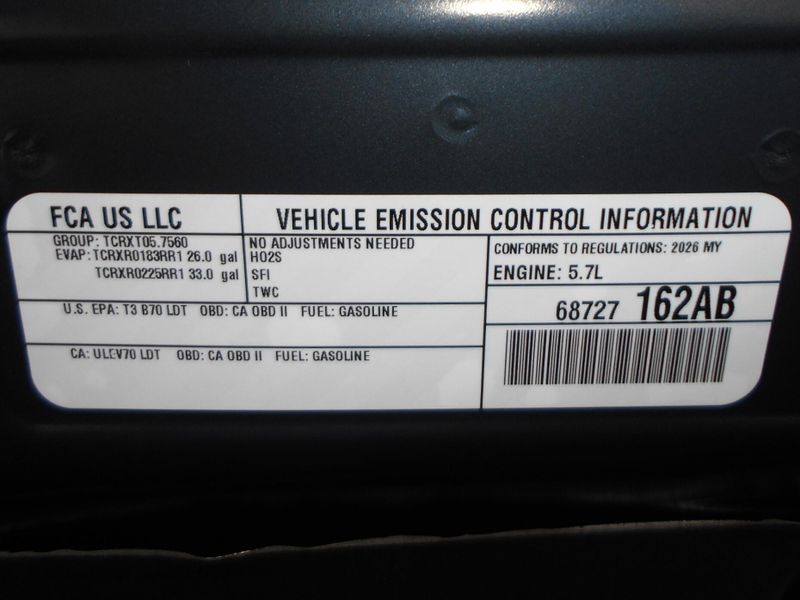 FCA US LLC
VEHICLE EMISSION CONTROL INFORMATION
GROUP: TCRXT05.7560
EVAP: TCRXR0183RR1 26.0 gal
TCRXR0225RR1 33.0 gal
NO ADJUSTMENTS NEEDED
HO2S
SFI
TWC
CONFORMS TO REGULATIONS: 2026 MY
ENGINE: 5.7L
U.S. EPA: T3 B70 LDT OBD: CA OBD II FUEL: GASOLINE
68727 162AB
CA: ULEV70 LDT OBD: CA OBD II FUEL: GASOLINE